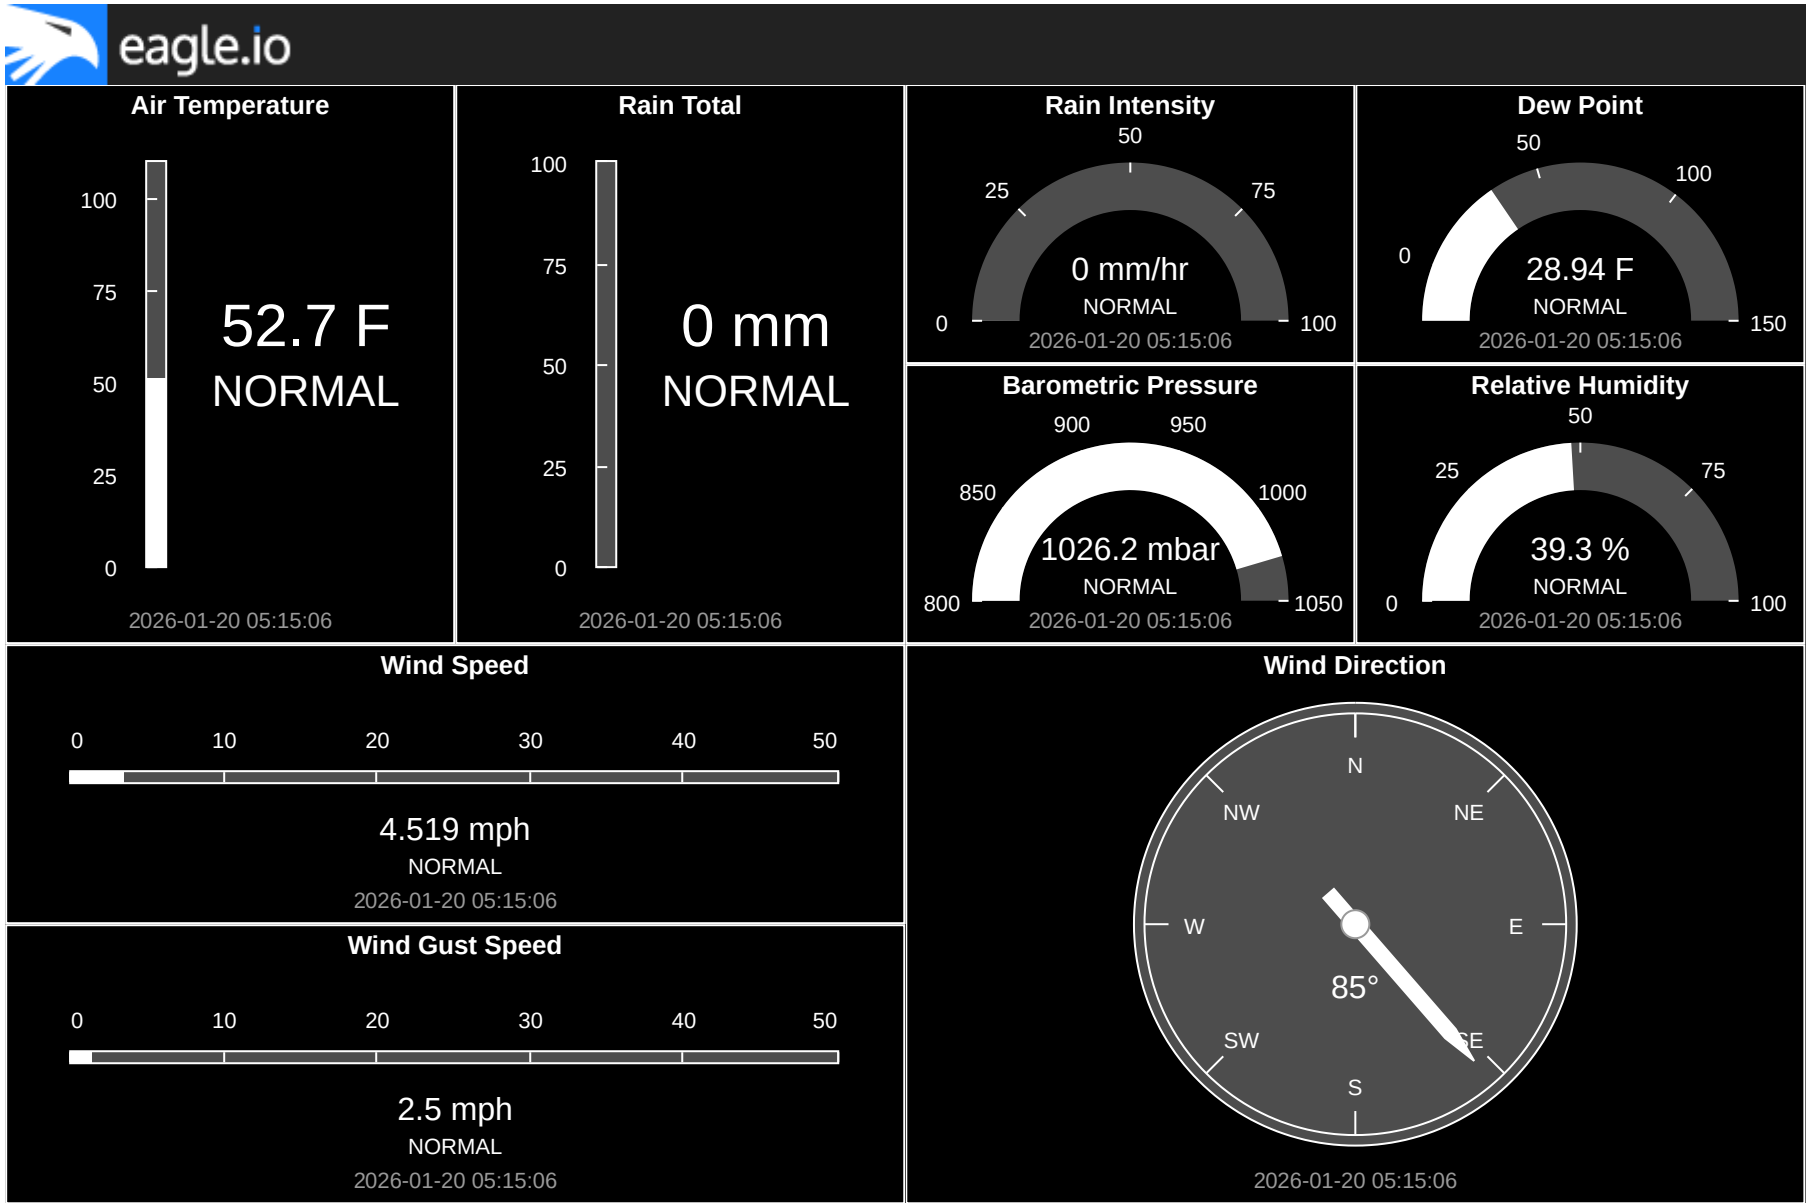 eagle.io
Air Temperature
100
75
50
25
0
52.7 F
NORMAL
2026-01-20 05:15:06
Rain Total
100
75
50
25
0
0 mm
NORMAL
2026-01-20 05:15:06
Rain Intensity
0
25
50
75
100
0 mm/hr
NORMAL
2026-01-20 05:15:06
Dew Point
0
50
100
150
28.94 F
NORMAL
2026-01-20 05:15:06
Barometric Pressure
800
850
900
950
1000
1050
1026.2 mbar
NORMAL
2026-01-20 05:15:06
Relative Humidity
0
25
50
75
100
39.3 %
NORMAL
2026-01-20 05:15:06
Wind Speed
0 10 20 30 40 50
4.519 mph
NORMAL
2026-01-20 05:15:06
Wind Gust Speed
0 10 20 30 40 50
2.5 mph
NORMAL
2026-01-20 05:15:06
Wind Direction
N
NW NE
W E
85°
SW SE
S
2026-01-20 05:15:06